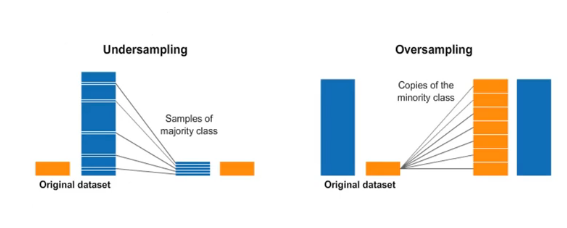 Undersampling
Samples of
majority class
Original dataset
Oversampling
Copies of the
minority class
Original dataset